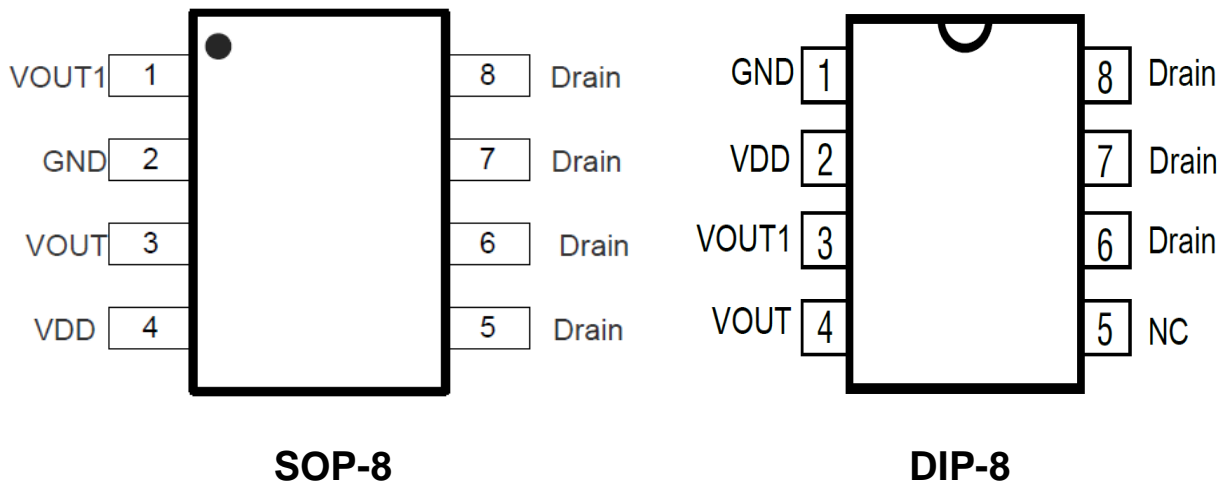 VOUT1 1 8 Drain
GND 2 7 Drain
VOUT 3 6 Drain
VDD 4 5 Drain
SOP-8
GND 1 8 Drain
VDD 2 7 Drain
VOUT1 3 6 Drain
VOUT 4 5 NC
DIP-8